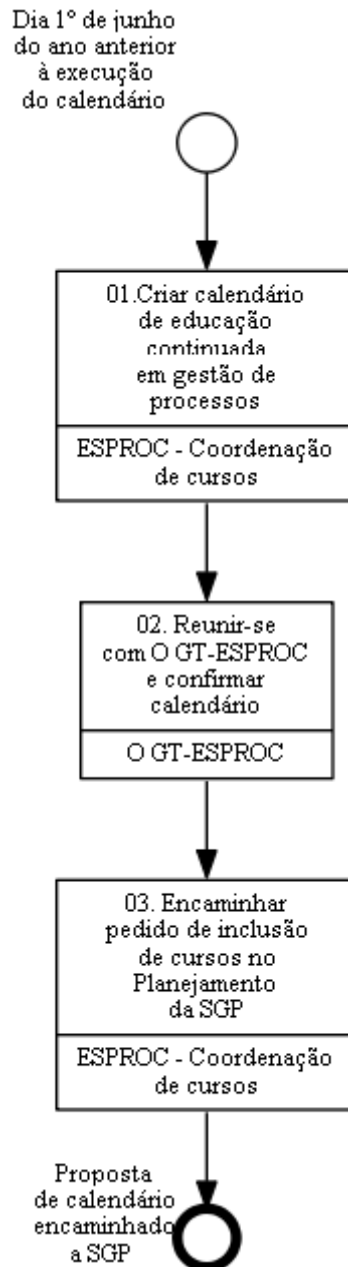 Dia 1º de junho
do ano anterior
à execução
do calendário
01.Criar calendário
de educação
continuada
em gestão de
processos
ESPROC - Coordenação
de cursos
02. Reunir-se
com O GT-ESPROC
e confirmar
calendário
O GT-ESPROC
03. Encaminhar
pedido de inclusão
de cursos no
Planejamento
da SGP
ESPROC - Coordenação
de cursos
Proposta
de calendário
encaminhado
a SGP